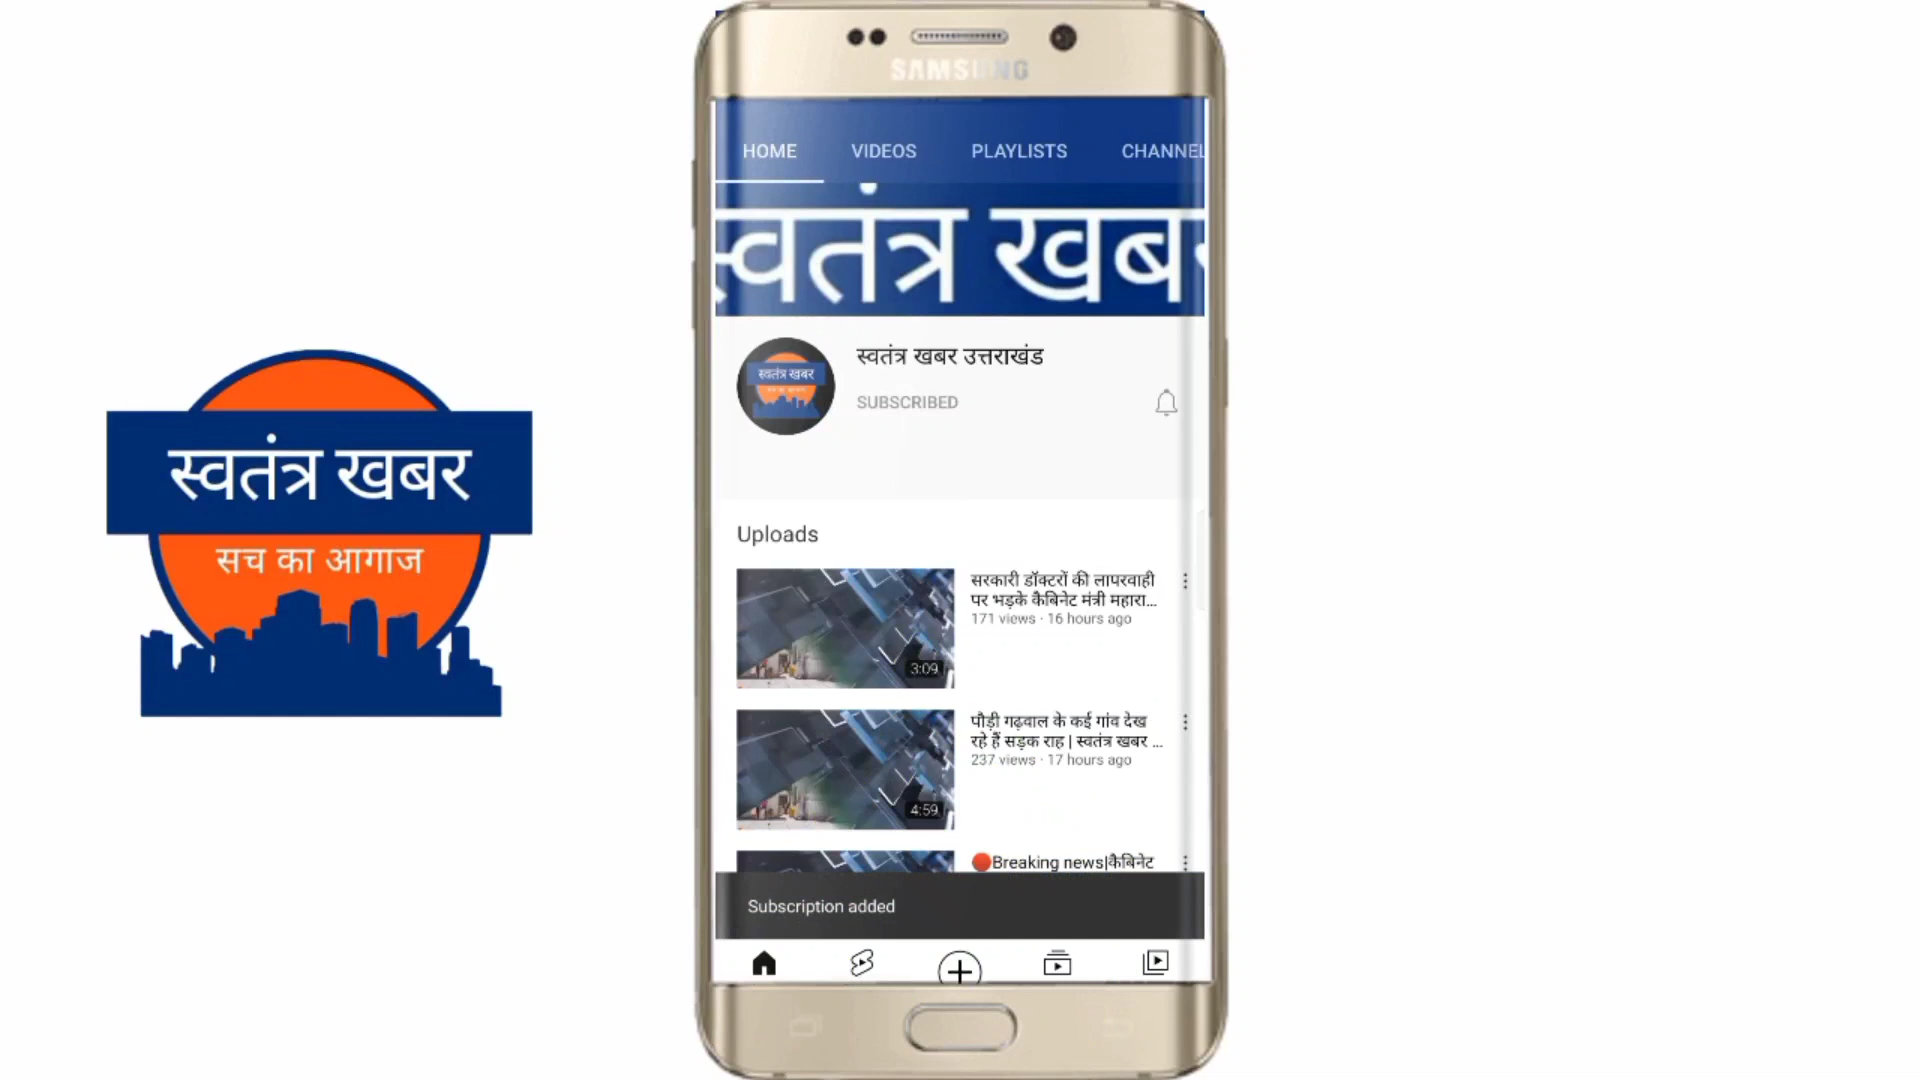 SAMSUNG
HOME VIDEOS PLAYLISTS CHANNEL
स्वतंत्र खबर
स्वतंत्र खबर उत्तराखंड
SUBSCRIBED
स्वतंत्र खबर
स्वतंत्र खबर
सच का आगाज
Uploads
सरकारी डॉक्टरों की लापरवाही
पर भड़के कैबिनेट मंत्री महारा...
171 views · 16 hours ago
3:09
पौड़ी गढ़वाल के कई गांव देख
रहे हैं सड़क राह | स्वतंत्र खबर ...
237 views · 17 hours ago
4:59
🔴Breaking news|कैबिनेट
Subscription added